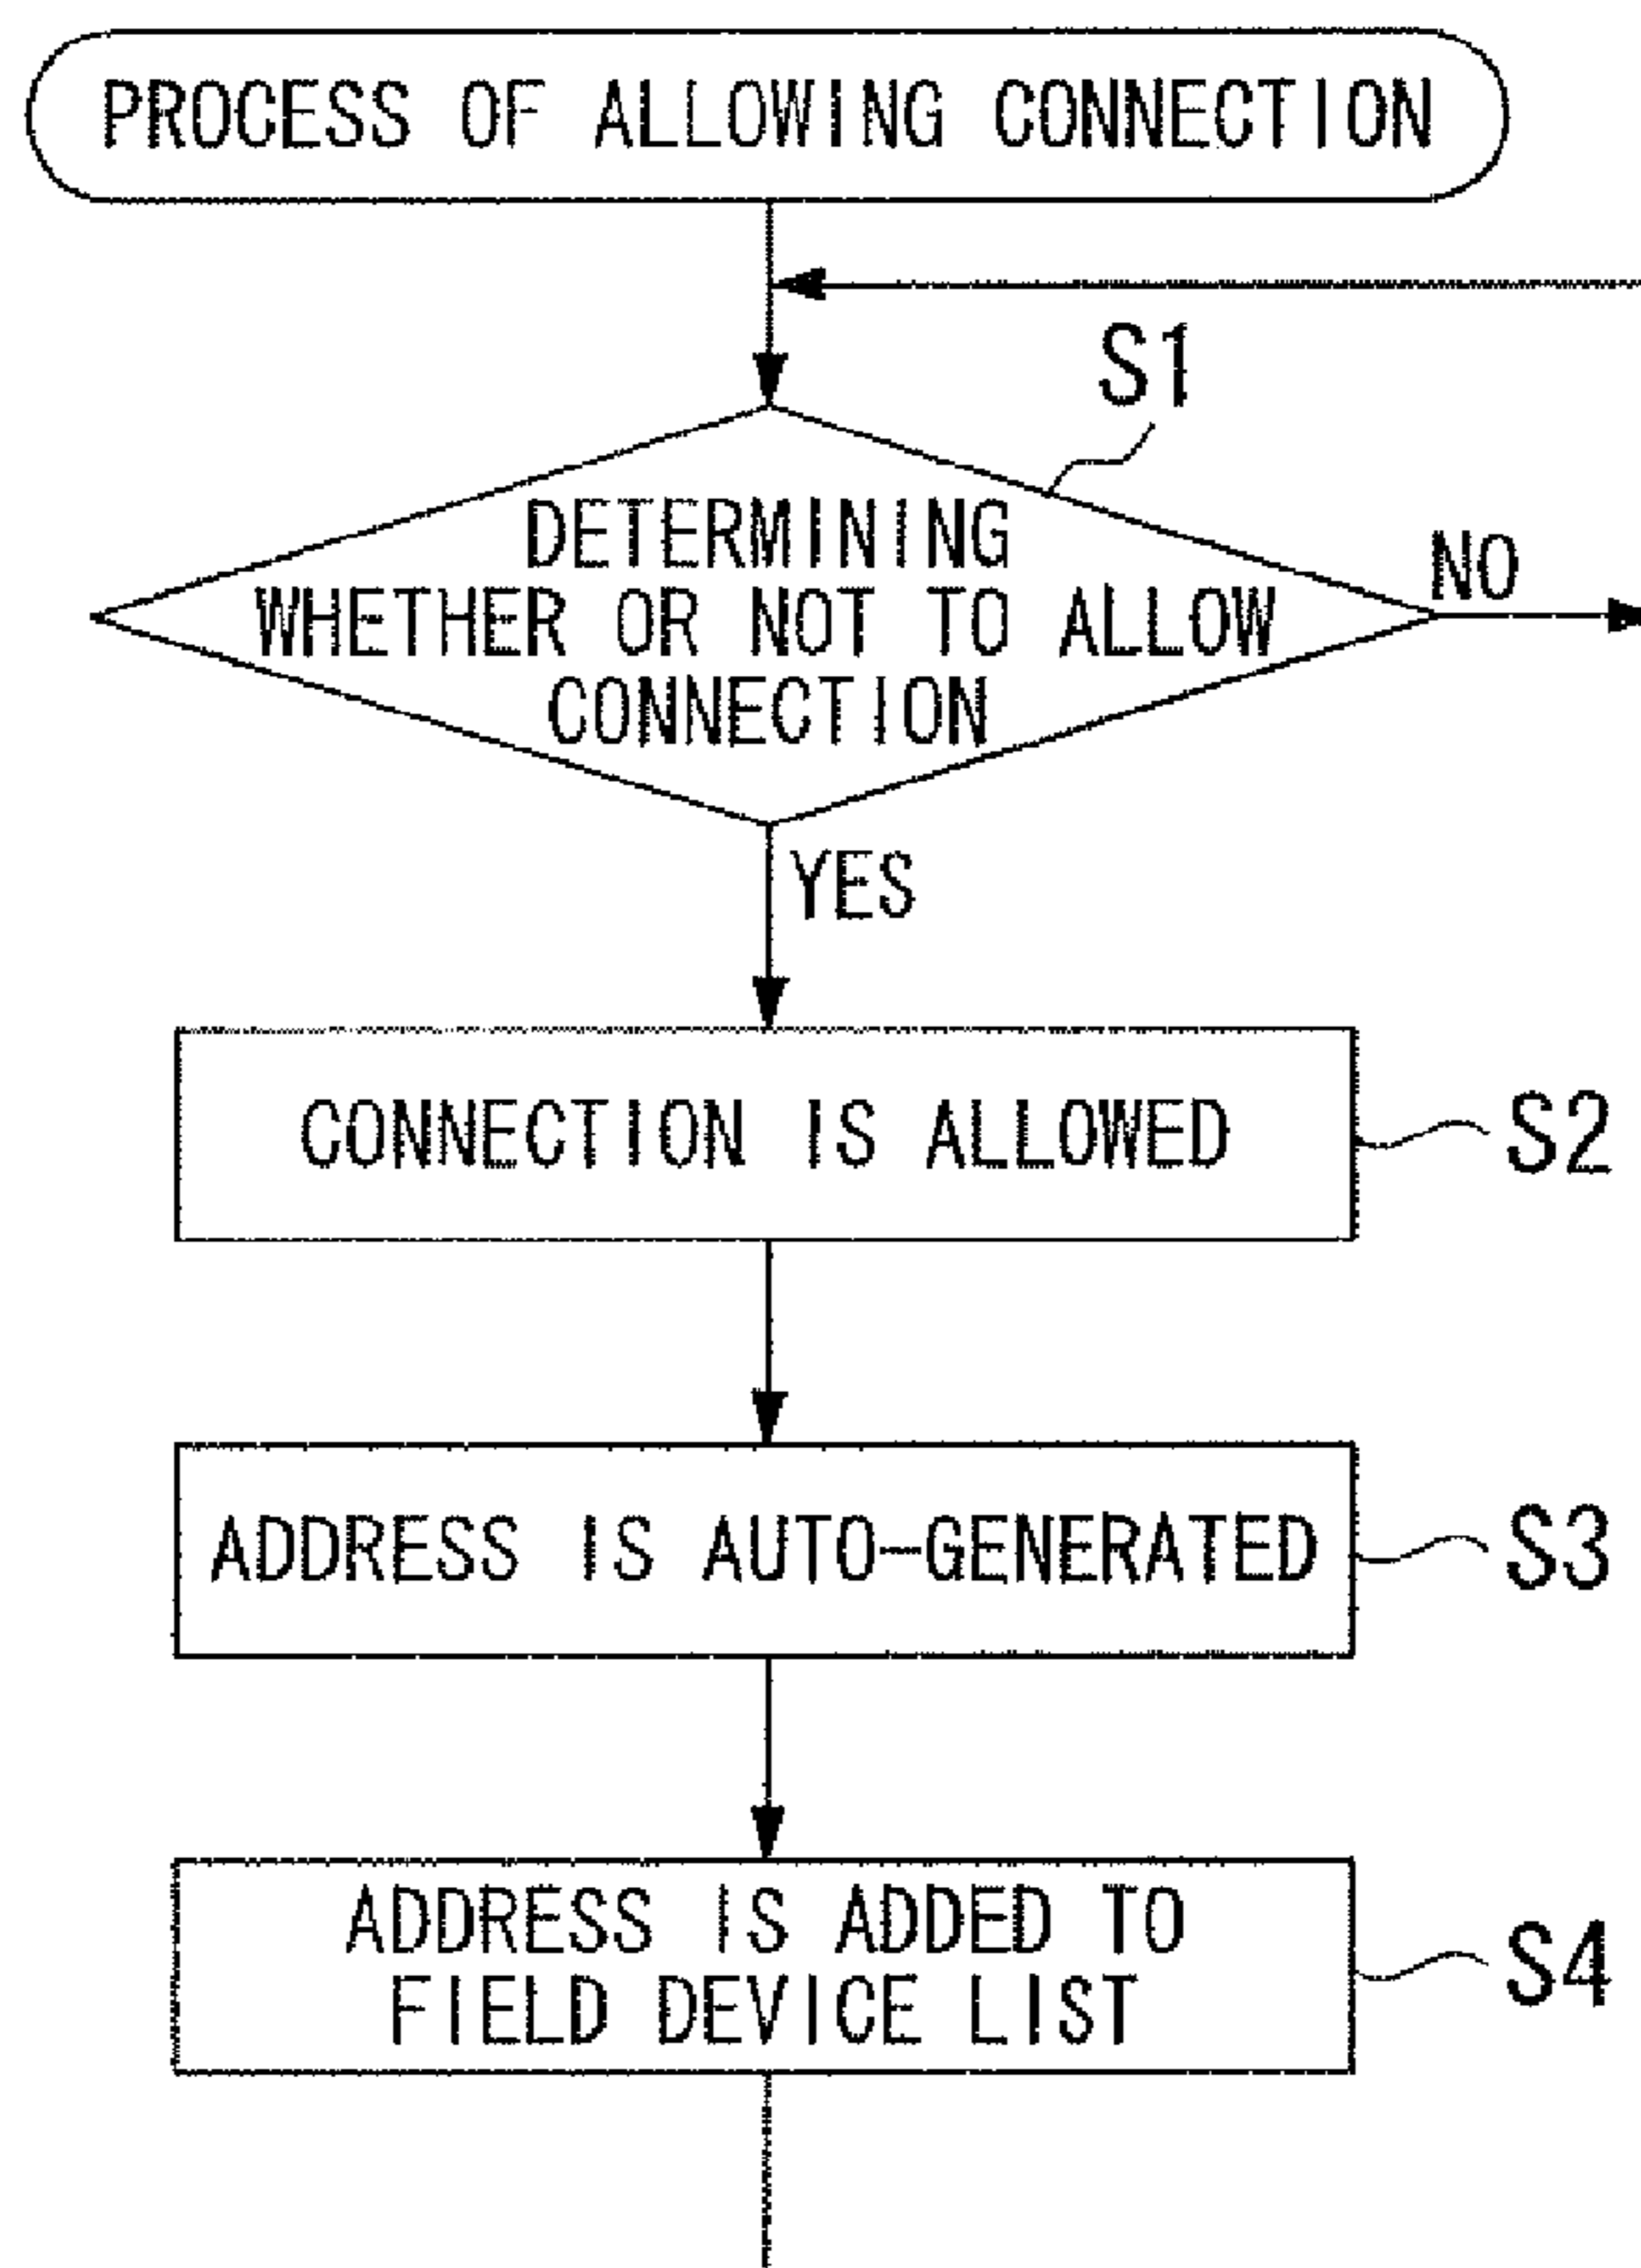 PROCESS OF ALLOWING CONNECTION
S1
DETERMINING
WHETHER OR NOT TO ALLOW
CONNECTION
NO
YES
CONNECTION IS ALLOWED
S2
ADDRESS IS AUTO-GENERATED
S3
ADDRESS IS ADDED TO
FIELD DEVICE LIST
S4